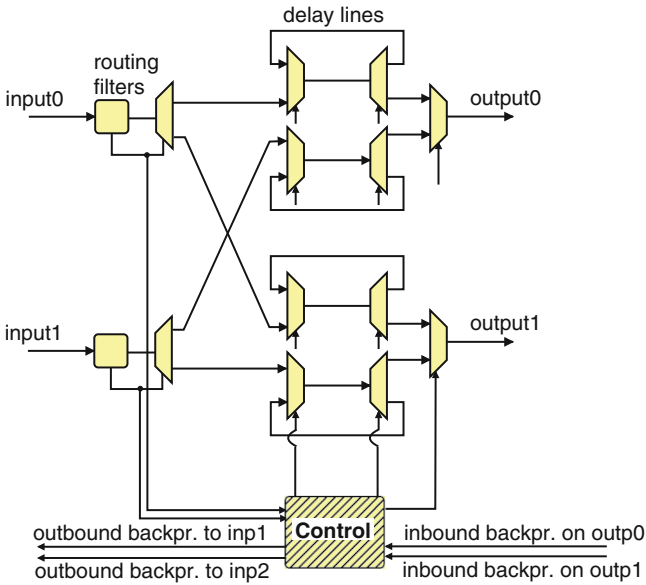 delay lines
routing
filters
input0
output0
input1
output1
Control
outbound backpr. to inp1
inbound backpr. on outp0
outbound backpr. to inp2
inbound backpr. on outp1